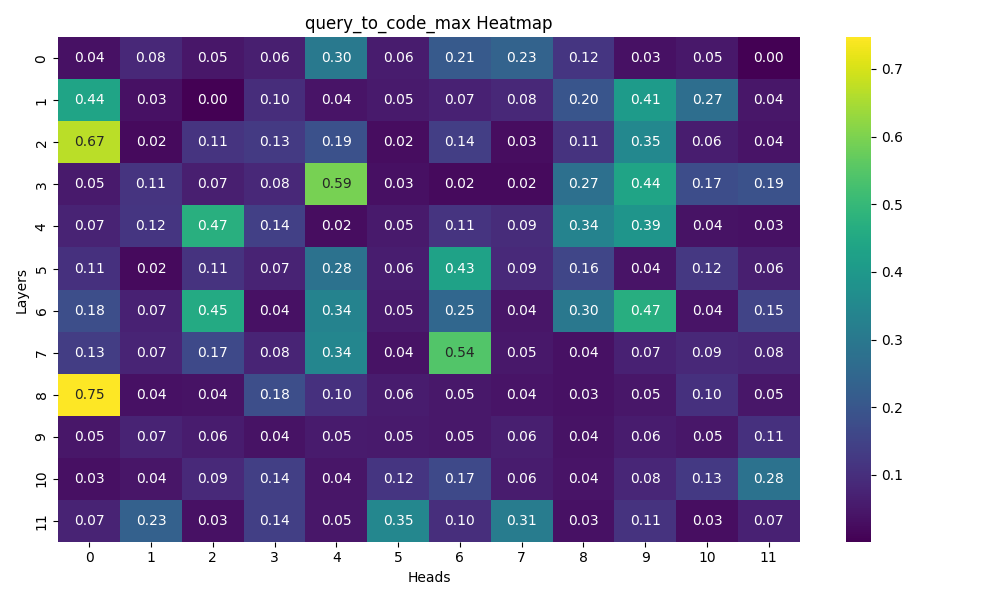 query_to_code_max Heatmap
0 0.04 0.08 0.05 0.06 0.30 0.06 0.21 0.23 0.12 0.03 0.05 0.00
1 0.44 0.03 0.00 0.10 0.04 0.05 0.07 0.08 0.20 0.41 0.27 0.04
2 0.67 0.02 0.11 0.13 0.19 0.02 0.14 0.03 0.11 0.35 0.06 0.04
3 0.05 0.11 0.07 0.08 0.59 0.03 0.02 0.02 0.27 0.44 0.17 0.19
4 0.07 0.12 0.47 0.14 0.02 0.05 0.11 0.09 0.34 0.39 0.04 0.03
5 0.11 0.02 0.11 0.07 0.28 0.06 0.43 0.09 0.16 0.04 0.12 0.06
6 0.18 0.07 0.45 0.04 0.34 0.05 0.25 0.04 0.30 0.47 0.04 0.15
7 0.13 0.07 0.17 0.08 0.34 0.04 0.54 0.05 0.04 0.07 0.09 0.08
8 0.75 0.04 0.04 0.18 0.10 0.06 0.05 0.04 0.03 0.05 0.10 0.05
9 0.05 0.07 0.06 0.04 0.05 0.05 0.05 0.06 0.04 0.06 0.05 0.11
10 0.03 0.04 0.09 0.14 0.04 0.12 0.17 0.06 0.04 0.08 0.13 0.28
11 0.07 0.23 0.03 0.14 0.05 0.35 0.10 0.31 0.03 0.11 0.03 0.07
0 1 2 3 4 5 6 7 8 9 10 11
Heads
Layers
0.7
0.6
0.5
0.4
0.3
0.2
0.1